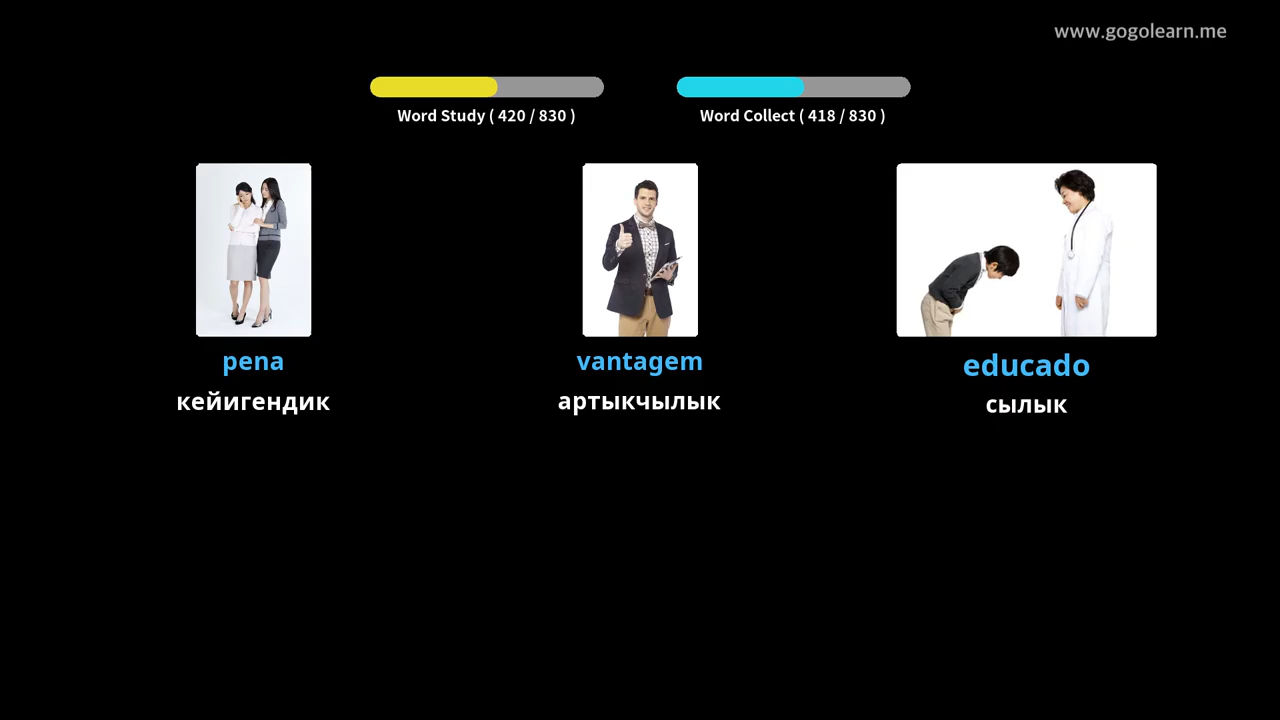 www.gogolearn.me
Word Study ( 420 / 830 )
Word Collect ( 418 / 830 )
pena
кейигендик
vantagem
артыкчылык
educado
сылык